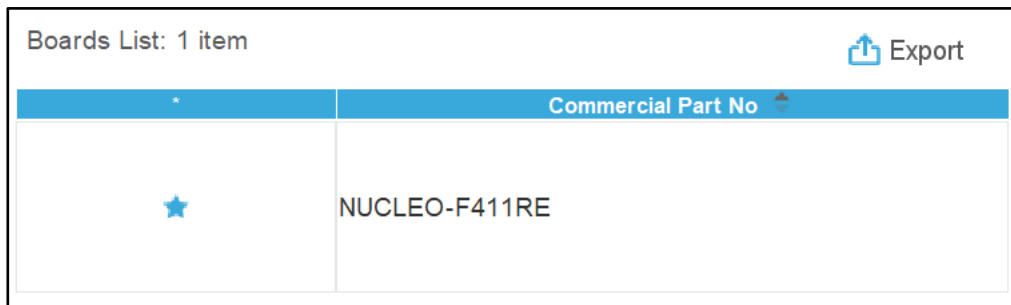 Boards List: 1 item
Export
* Commercial Part No
NUCLEO-F411RE